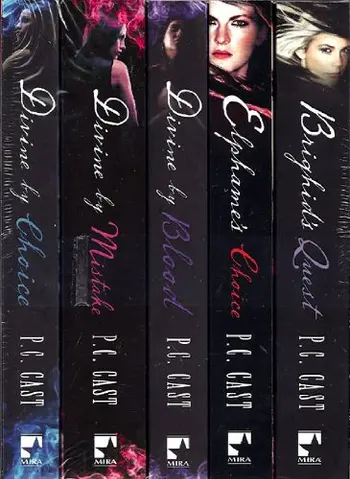 Divine by Choice
P.C. CAST
MIRA
Divine by Mistake
P.C. CAST
MIRA
Divine by Blood
P.C. CAST
MIRA
Elphame's Choice
P.C. CAST
MIRA
Brighid's Quest
P.C. CAST
MIRA